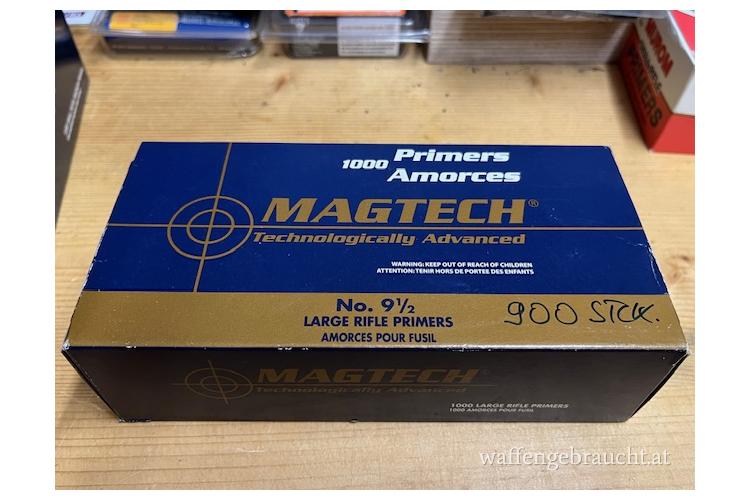 1000 Primers
Amorces
MAGTECH®
Technologically Advanced
WARNING: KEEP OUT OF REACH OF CHILDREN
ATTENTION: TENIR HORS DE PORTEE DES ENFANTS
No. 9½
LARGE RIFLE PRIMERS
AMORCES POUR FUSIL
900 STCK.
MAGTECH
Technologically Advanced
1000 LARGE RIFLE PRIMERS
1000 AMORCES POUR FUSIL
PRIMERS
waffengebraucht.at